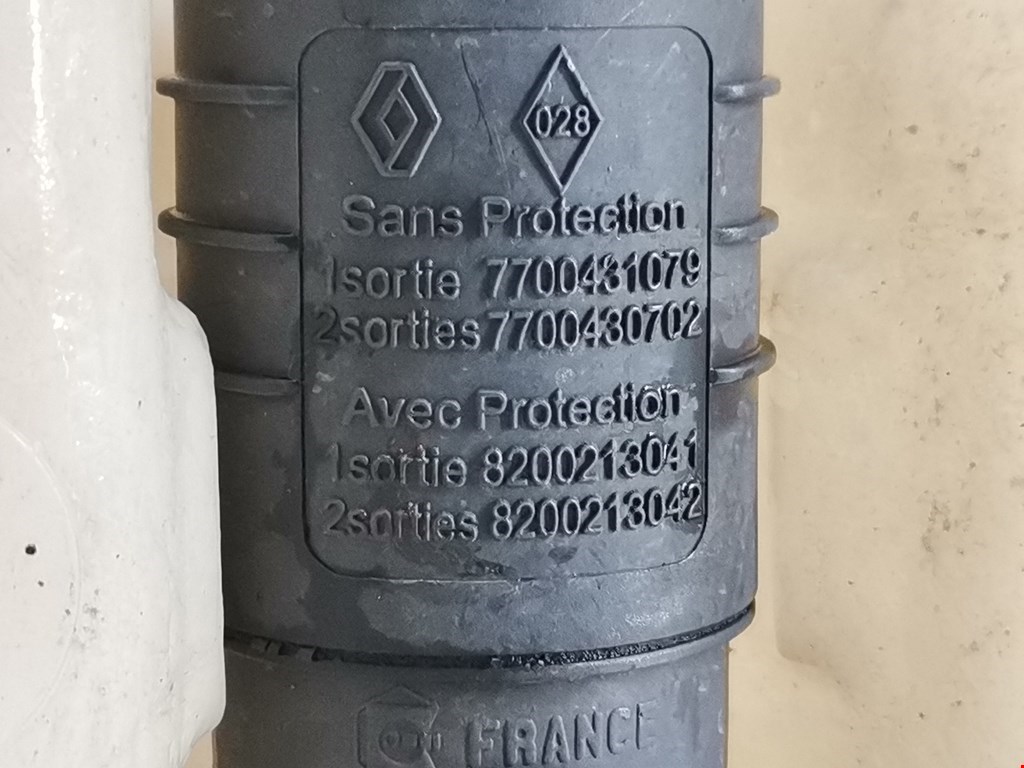 028
Sans Protection
1sortie 7700431079
2sorties 7700430702
Avec Protection
1sortie 8200213041
2sorties 8200213042
FRANCE